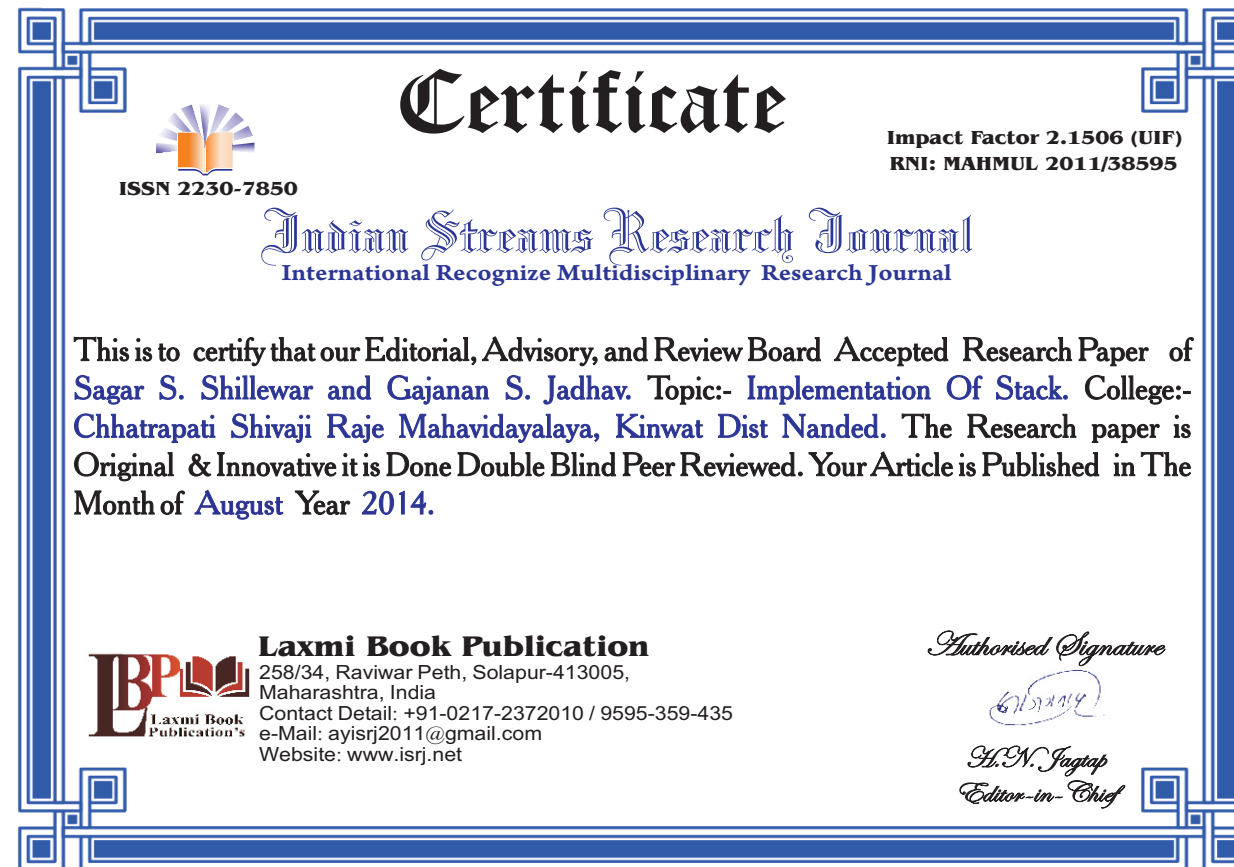 Certificate
Impact Factor 2.1506 (UIF)
RNI: MAHMUL 2011/38595
ISSN 2230-7850
Indian Streams Research Journal
International Recognize Multidisciplinary Research Journal
This is to certify that our Editorial, Advisory, and Review Board Accepted Research Paper of
Sagar S. Shillewar and Gajanan S. Jadhav. Topic:- Implementation Of Stack. College:-
Chhatrapati Shivaji Raje Mahavidayalaya, Kinwat Dist Nanded. The Research paper is
Original & Innovative it is Done Double Blind Peer Reviewed. Your Article is Published in The
Month of August Year 2014.
LBP
Laxmi Book
Publication's
Laxmi Book Publication
258/34, Raviwar Peth, Solapur-413005,
Maharashtra, India
Contact Detail: +91-0217-2372010 / 9595-359-435
e-Mail: ayisrj2011@gmail.com
Website: www.isrj.net
Authorised Signature
H.N. Jagtap
Editor-in- Chief